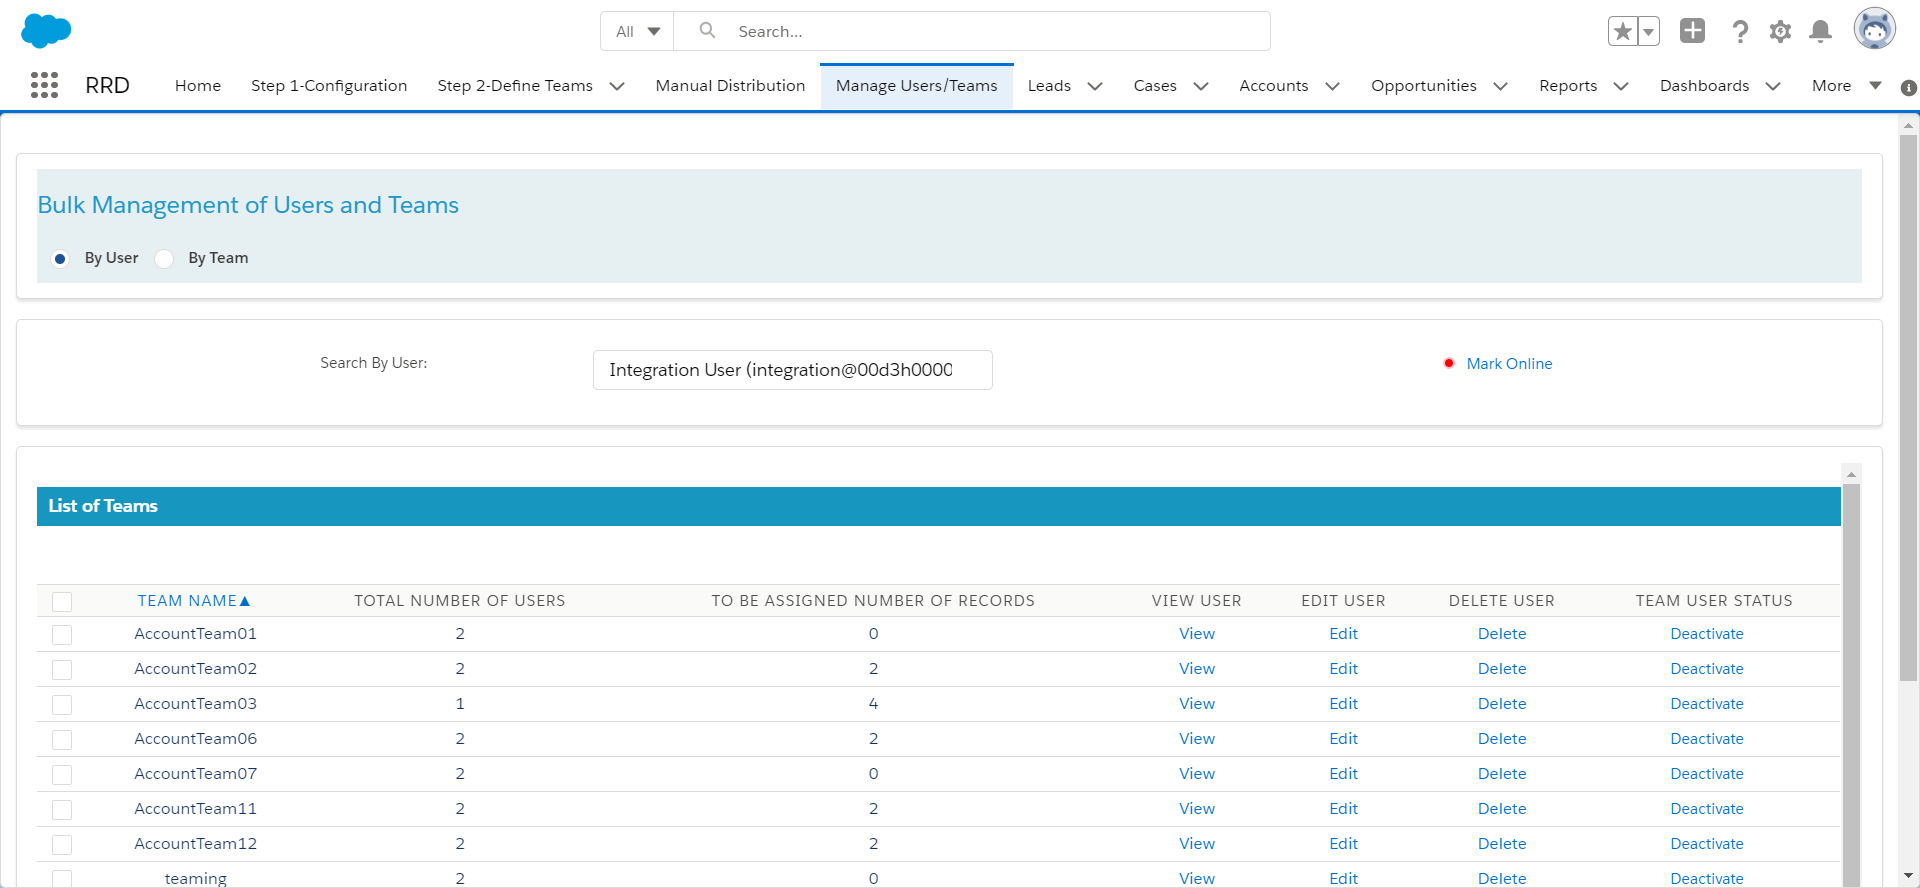 All Search...
RRD Home Step 1-Configuration Step 2-Define Teams Manual Distribution Manage Users/Teams Leads Cases Accounts Opportunities Reports Dashboards More
Bulk Management of Users and Teams
By User By Team
Search By User: Integration User (integration@00d3h0000 Mark Online
List of Teams
TEAM NAME▲ TOTAL NUMBER OF USERS TO BE ASSIGNED NUMBER OF RECORDS VIEW USER EDIT USER DELETE USER TEAM USER STATUS
AccountTeam01 2 0 View Edit Delete Deactivate
AccountTeam02 2 2 View Edit Delete Deactivate
AccountTeam03 1 4 View Edit Delete Deactivate
AccountTeam06 2 2 View Edit Delete Deactivate
AccountTeam07 2 0 View Edit Delete Deactivate
AccountTeam11 2 2 View Edit Delete Deactivate
AccountTeam12 2 2 View Edit Delete Deactivate
teaming 2 0 View Edit Delete Deactivate